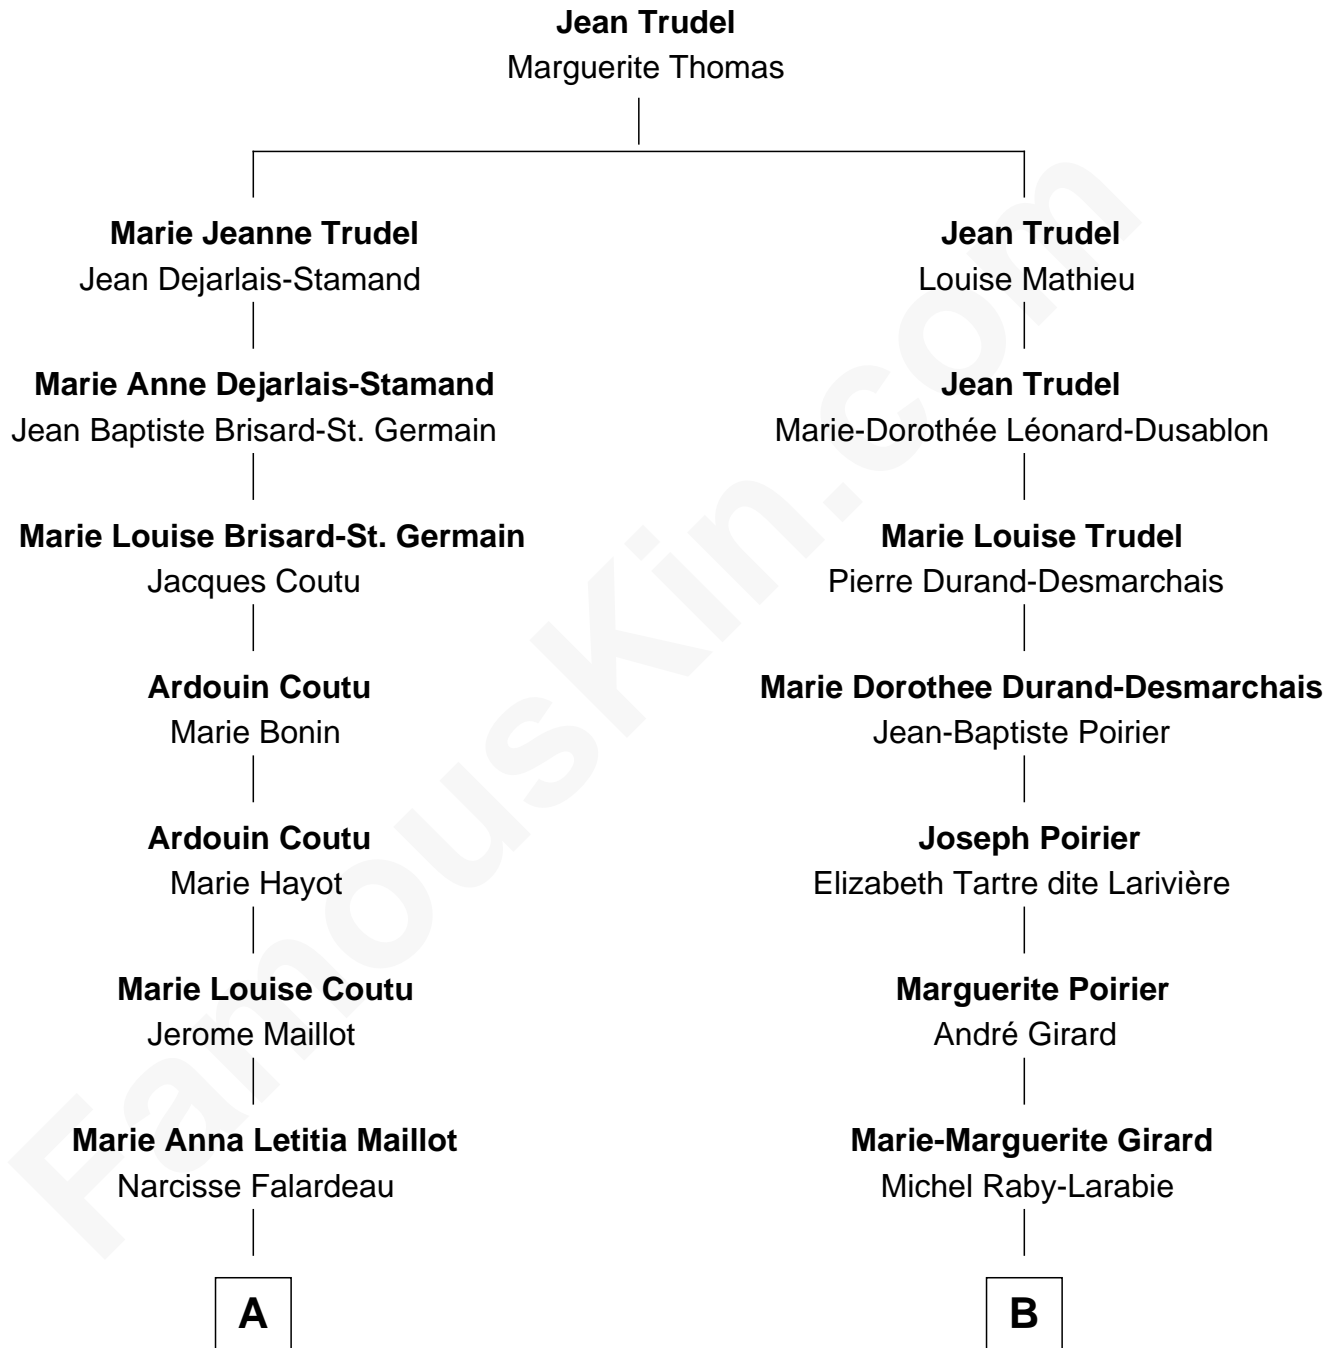 Jean Trudel
Marguerite Thomas
Marie Jeanne Trudel
Jean Dejarlais-Stamand
Jean Trudel
Louise Mathieu
Marie Anne Dejarlais-Stamand
Jean Baptiste Brisard-St. Germain
Jean Trudel
Marie-Dorothée Léonard-Dusablon
Marie Louise Brisard-St. Germain
Jacques Coutu
Marie Louise Trudel
Pierre Durand-Desmarchais
Ardouin Coutu
Marie Bonin
Marie Dorothee Durand-Desmarchais
Jean-Baptiste Poirier
Ardouin Coutu
Marie Hayot
Joseph Poirier
Elizabeth Tartre dite Larivière
Marie Louise Coutu
Jerome Maillot
Marguerite Poirier
André Girard
Marie Anna Letitia Maillot
Narcisse Falardeau
Marie-Marguerite Girard
Michel Raby-Larabie
A
B
FamousKin.com